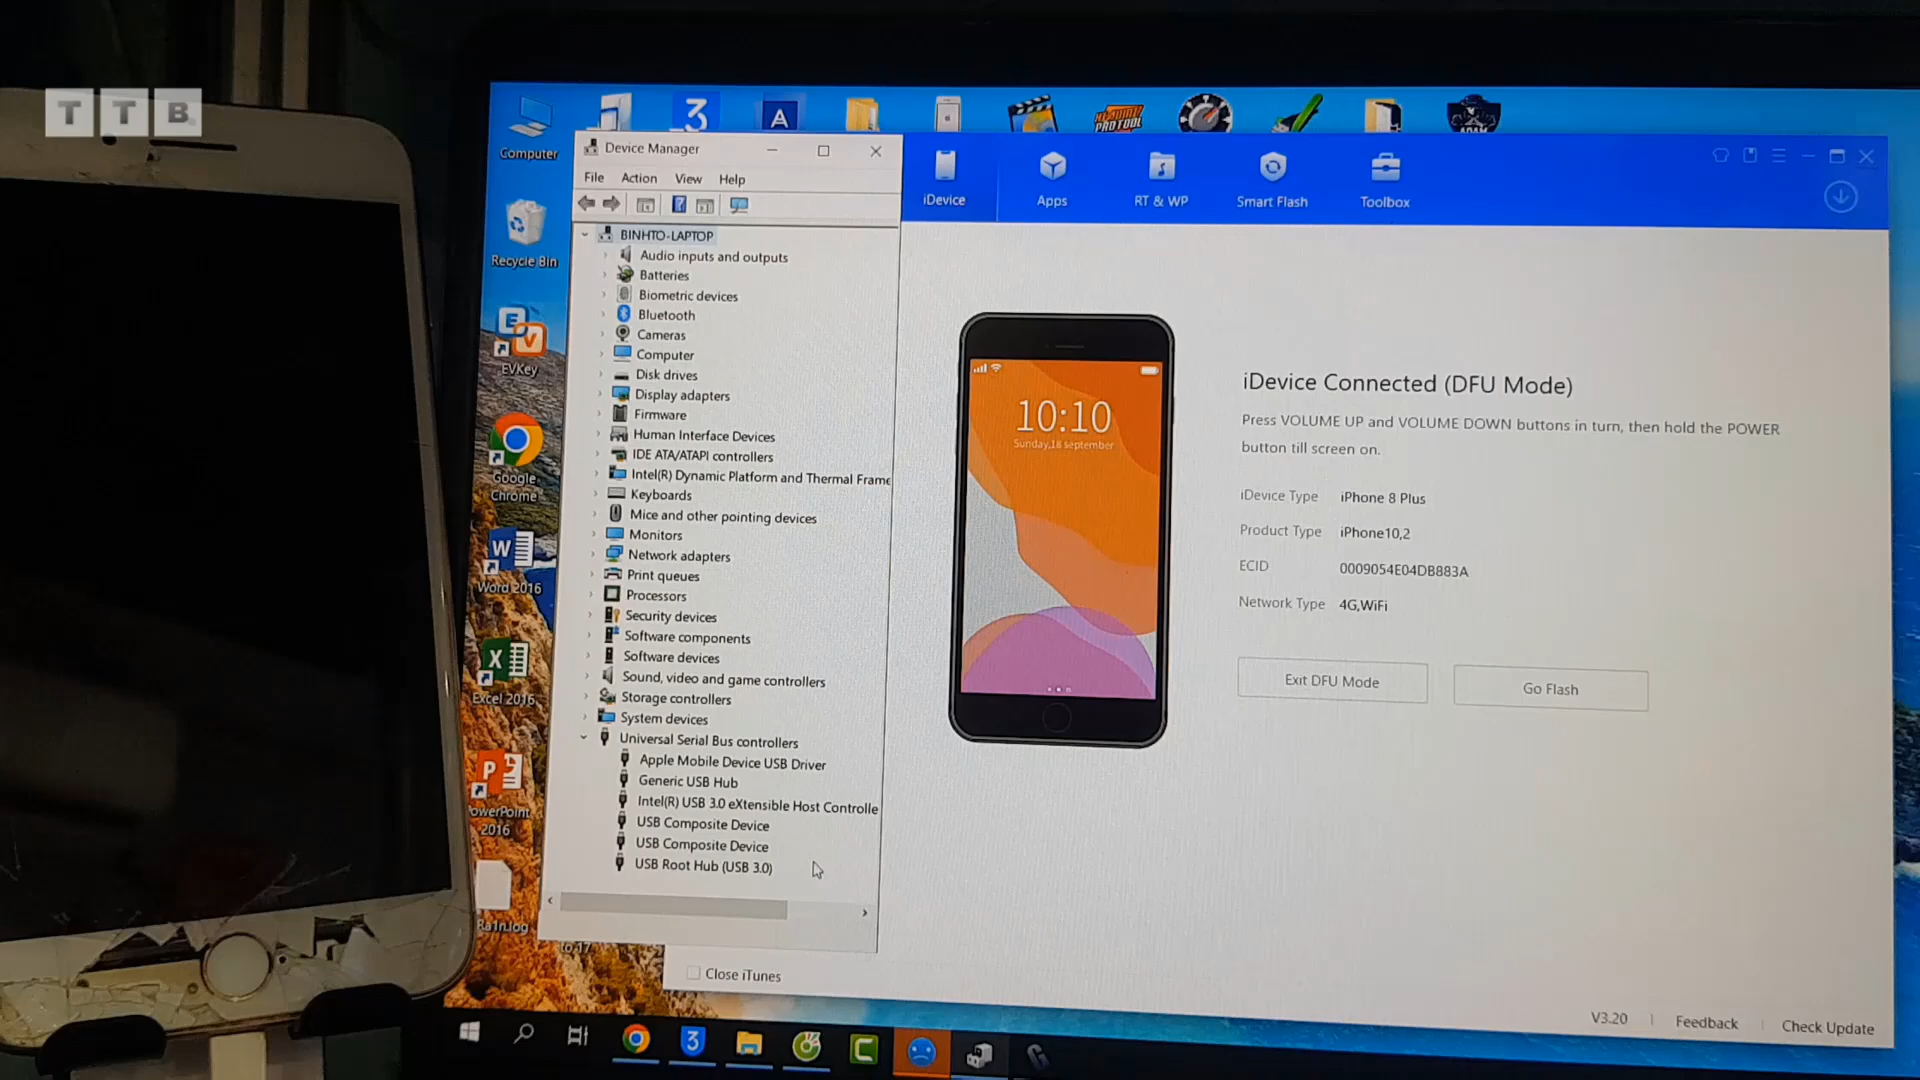 TTB
Computer
Recycle Bin
EVKey
Google
Chrome
Word 2016
Excel 2016
PowerPoint
2016
Ra1n.log
3
A
PROTOOL
Device Manager
File Action View Help
BINHTO-LAPTOP
Audio inputs and outputs
Batteries
Biometric devices
Bluetooth
Cameras
Computer
Disk drives
Display adapters
Firmware
Human Interface Devices
IDE ATA/ATAPI controllers
Intel(R) Dynamic Platform and Thermal Frame
Keyboards
Mice and other pointing devices
Monitors
Network adapters
Print queues
Processors
Security devices
Software components
Software devices
Sound, video and game controllers
Storage controllers
System devices
Universal Serial Bus controllers
Apple Mobile Device USB Driver
Generic USB Hub
Intel(R) USB 3.0 eXtensible Host Controlle
USB Composite Device
USB Composite Device
USB Root Hub (USB 3.0)
iDevice
Apps
RT & WP
Smart Flash
Toolbox
10:10
Sunday,18 september
iDevice Connected (DFU Mode)
Press VOLUME UP and VOLUME DOWN buttons in turn, then hold the POWER
button till screen on.
iDevice Type iPhone 8 Plus
Product Type iPhone10,2
ECID 0009054E04DB883A
Network Type 4G,WiFi
Exit DFU Mode
Go Flash
Close iTunes
V3.20 | Feedback | Check Update